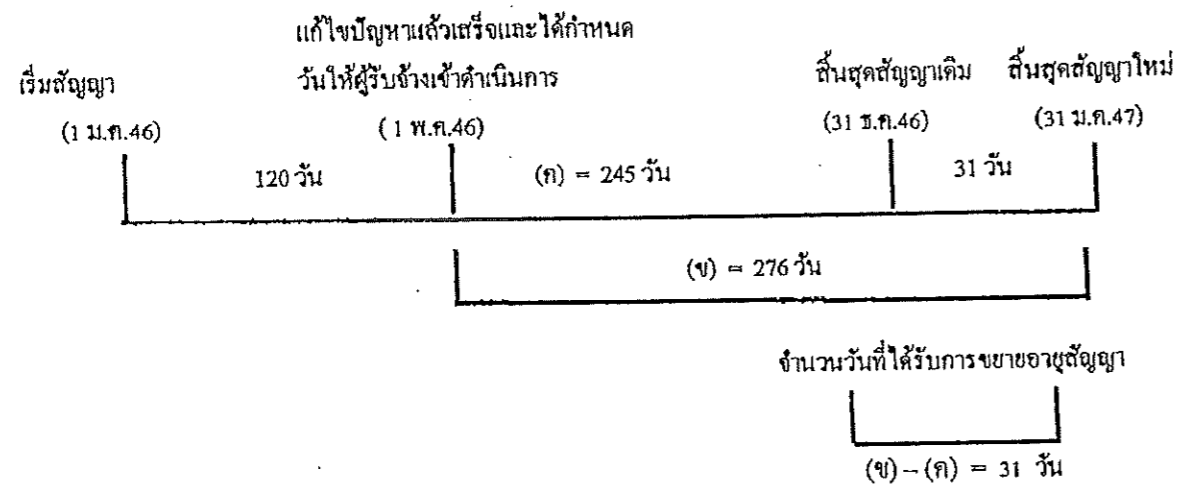 แก้ไขปัญหาแล้วเสร็จและได้กำหนด
เริ่มสัญญา
วันให้ผู้รับจ้างเข้าดำเนินการ
สิ้นสุดสัญญาเดิม
สิ้นสุดสัญญาใหม่
(1 ม.ค.46)
( 1 พ.ค.46)
(31 ธ.ค.46)
(31 ม.ค.47)
120 วัน
(ค) = 245 วัน
31 วัน
(ข) = 276 วัน
จำนวนวันที่ได้รับการขยายอายุสัญญา
(ข) – (ค) = 31 วัน